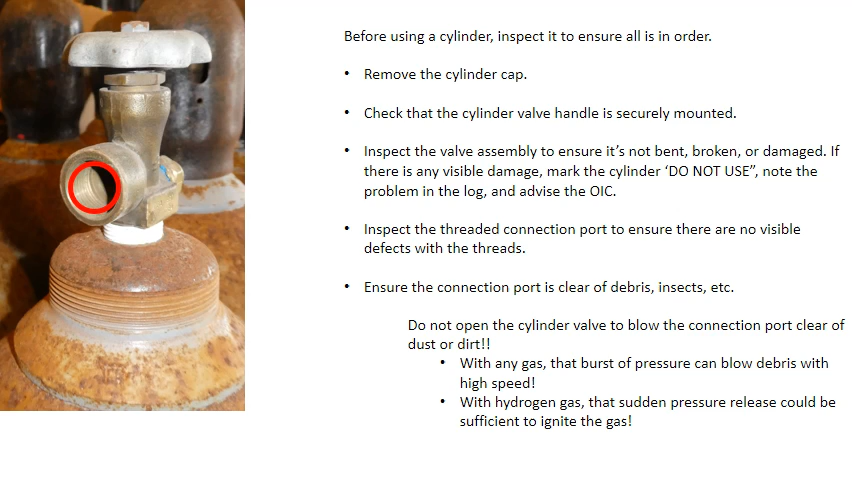 Before using a cylinder, inspect it to ensure all is in order.
• Remove the cylinder cap.
• Check that the cylinder valve handle is securely mounted.
• Inspect the valve assembly to ensure it’s not bent, broken, or damaged. If
there is any visible damage, mark the cylinder ‘DO NOT USE”, note the
problem in the log, and advise the OIC.
• Inspect the threaded connection port to ensure there are no visible
defects with the threads.
• Ensure the connection port is clear of debris, insects, etc.
Do not open the cylinder valve to blow the connection port clear of
dust or dirt!!
• With any gas, that burst of pressure can blow debris with
high speed!
• With hydrogen gas, that sudden pressure release could be
sufficient to ignite the gas!